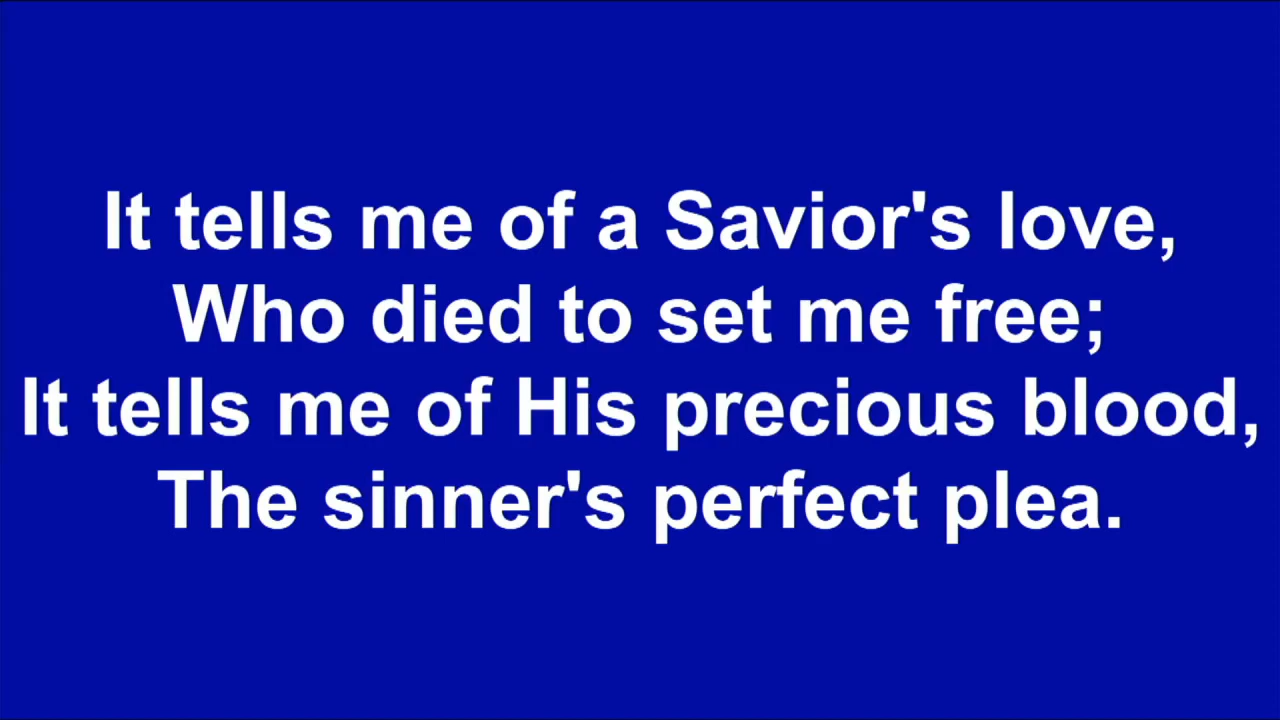 It tells me of a Savior's love,
Who died to set me free;
It tells me of His precious blood,
The sinner's perfect plea.